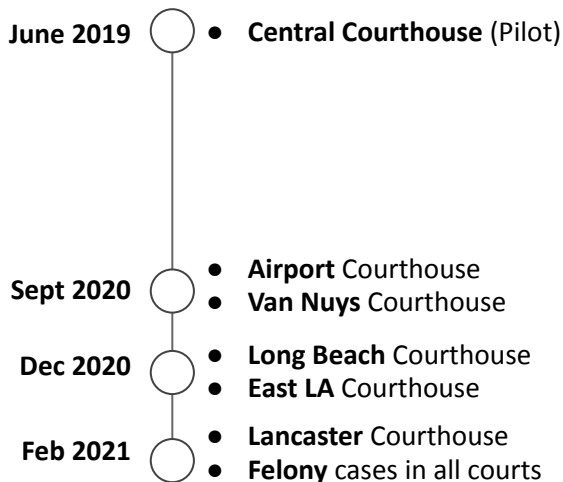 June 2019
● Central Courthouse (Pilot)
Sept 2020
● Airport Courthouse
● Van Nuys Courthouse
Dec 2020
● Long Beach Courthouse
● East LA Courthouse
Feb 2021
● Lancaster Courthouse
● Felony cases in all courts